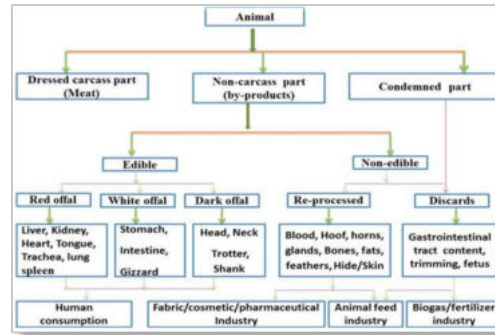 Animal
Dressed carcass part
(Meat)
Non-carcass part
(by-products)
Condemned part
Edible
Non-edible
Red offal
White offal
Dark offal
Re-processed
Discards
Liver, Kidney,
Heart, Tongue,
Trachea, lung
spleen
Stomach,
Intestine,
Gizzard
Head, Neck
Trotter,
Shank
Blood, Hoof, horns,
glands, Bones, fats,
feathers, Hide/Skin
Gastrointestinal
tract content,
trimming, fetus
Human
consumption
Fabric/cosmetic/pharmaceutical
Industry
Animal feed
industry
Biogas/fertilizer
industry